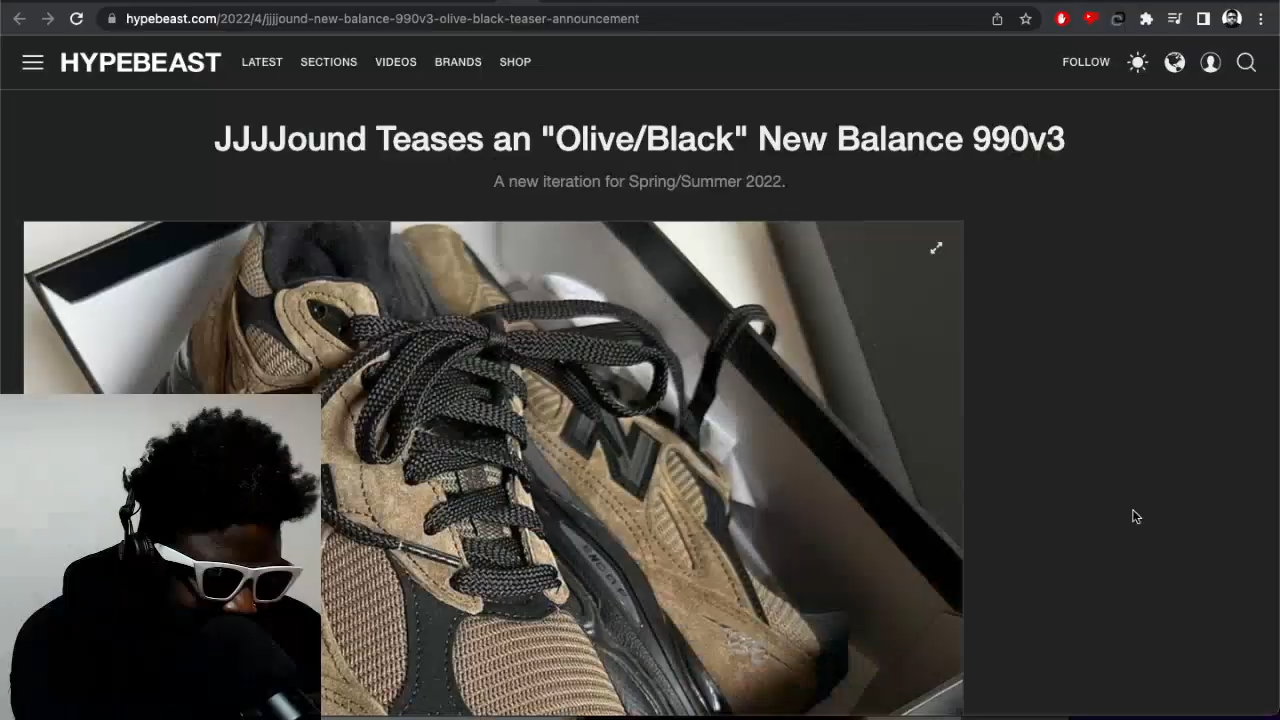 hypebeast.com/2022/4/jjjjound-new-balance-990v3-olive-black-teaser-announcement
HYPEBEAST LATEST SECTIONS VIDEOS BRANDS SHOP FOLLOW
JJJJound Teases an "Olive/Black" New Balance 990v3
A new iteration for Spring/Summer 2022.
N
ENCAP